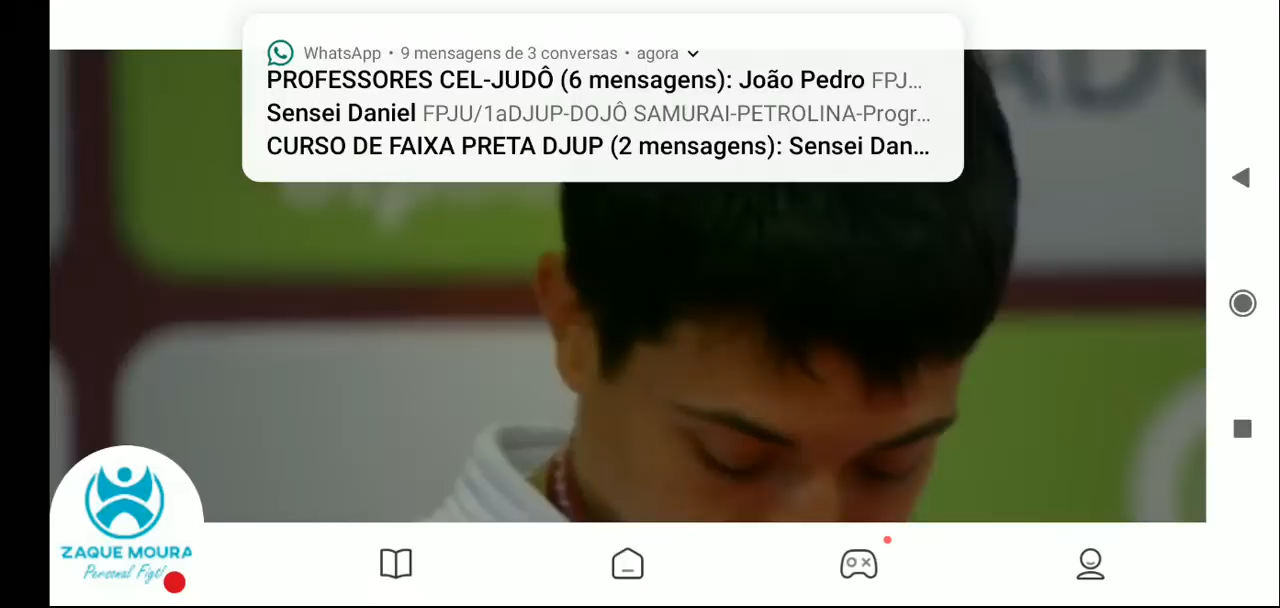 WhatsApp • 9 mensagens de 3 conversas • agora
PROFESSORES CEL-JUDÔ (6 mensagens): João Pedro FPJ...
Sensei Daniel FPJU/1aDJUP-DOJÔ SAMURAI-PETROLINA-Progr...
CURSO DE FAIXA PRETA DJUP (2 mensagens): Sensei Dan...
ZAQUE MOURA
Personal